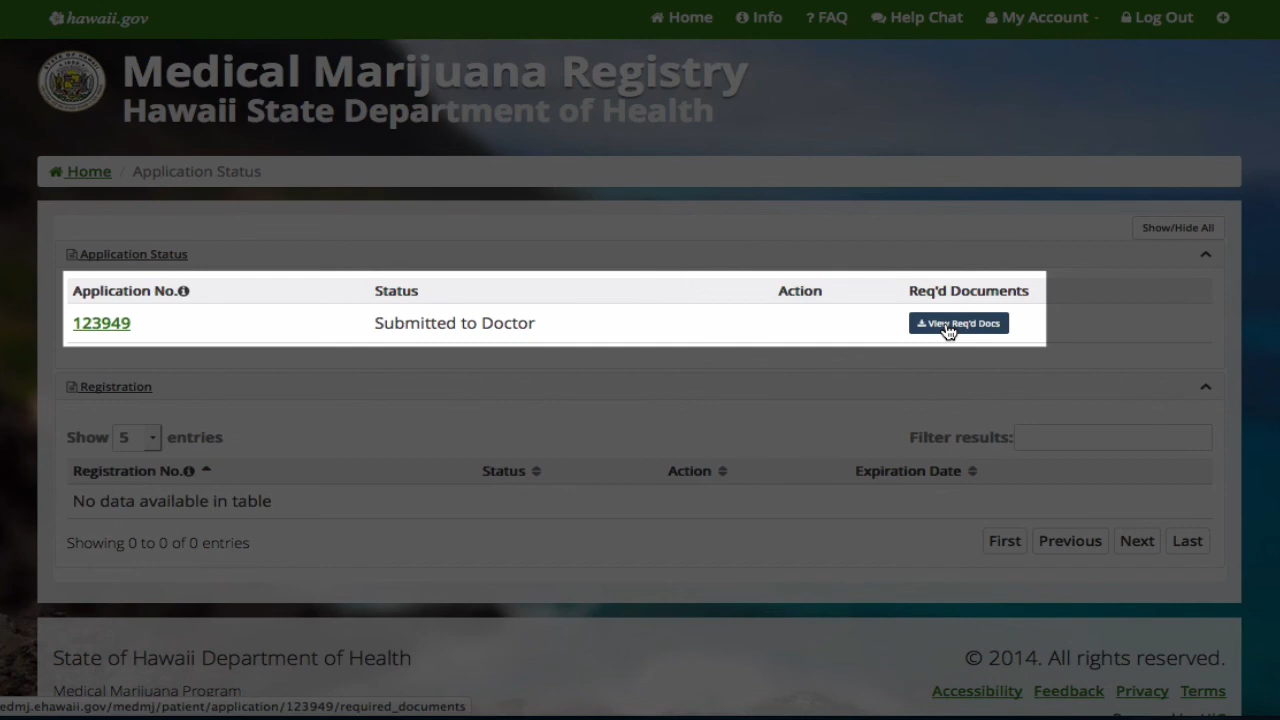 hawaii.gov
Home Info ? FAQ Help Chat My Account Log Out
Medical Marijuana Registry
Hawaii State Department of Health
Home / Application Status
Show/Hide All
Application Status
Application No. Status Action Req'd Documents
123949 Submitted to Doctor View Req'd Docs
Registration
Show 5 entries Filter results:
Registration No. Status Action Expiration Date
No data available in table
Showing 0 to 0 of 0 entries First Previous Next Last
State of Hawaii Department of Health © 2014. All rights reserved.
Medical Marijuana Program Accessibility Feedback Privacy Terms
edmj.ehawaii.gov/medmj/patient/application/123949/required_documents